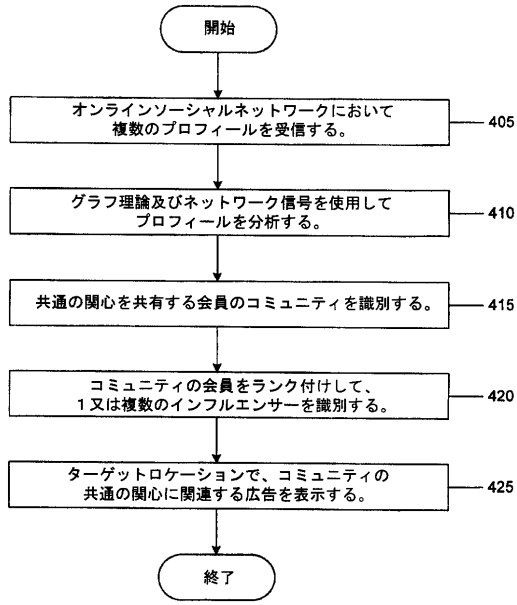 開始
オンラインソーシャルネットワークにおいて
複数のプロフィールを受信する。
405
グラフ理論及びネットワーク信号を使用して
プロフィールを分析する。
410
共通の関心を共有する会員のコミュニティを識別する。
415
コミュニティの会員をランク付けして、
1又は複数のインフルエンサーを識別する。
420
ターゲットロケーションで、コミュニティの
共通の関心に関連する広告を表示する。
425
終了